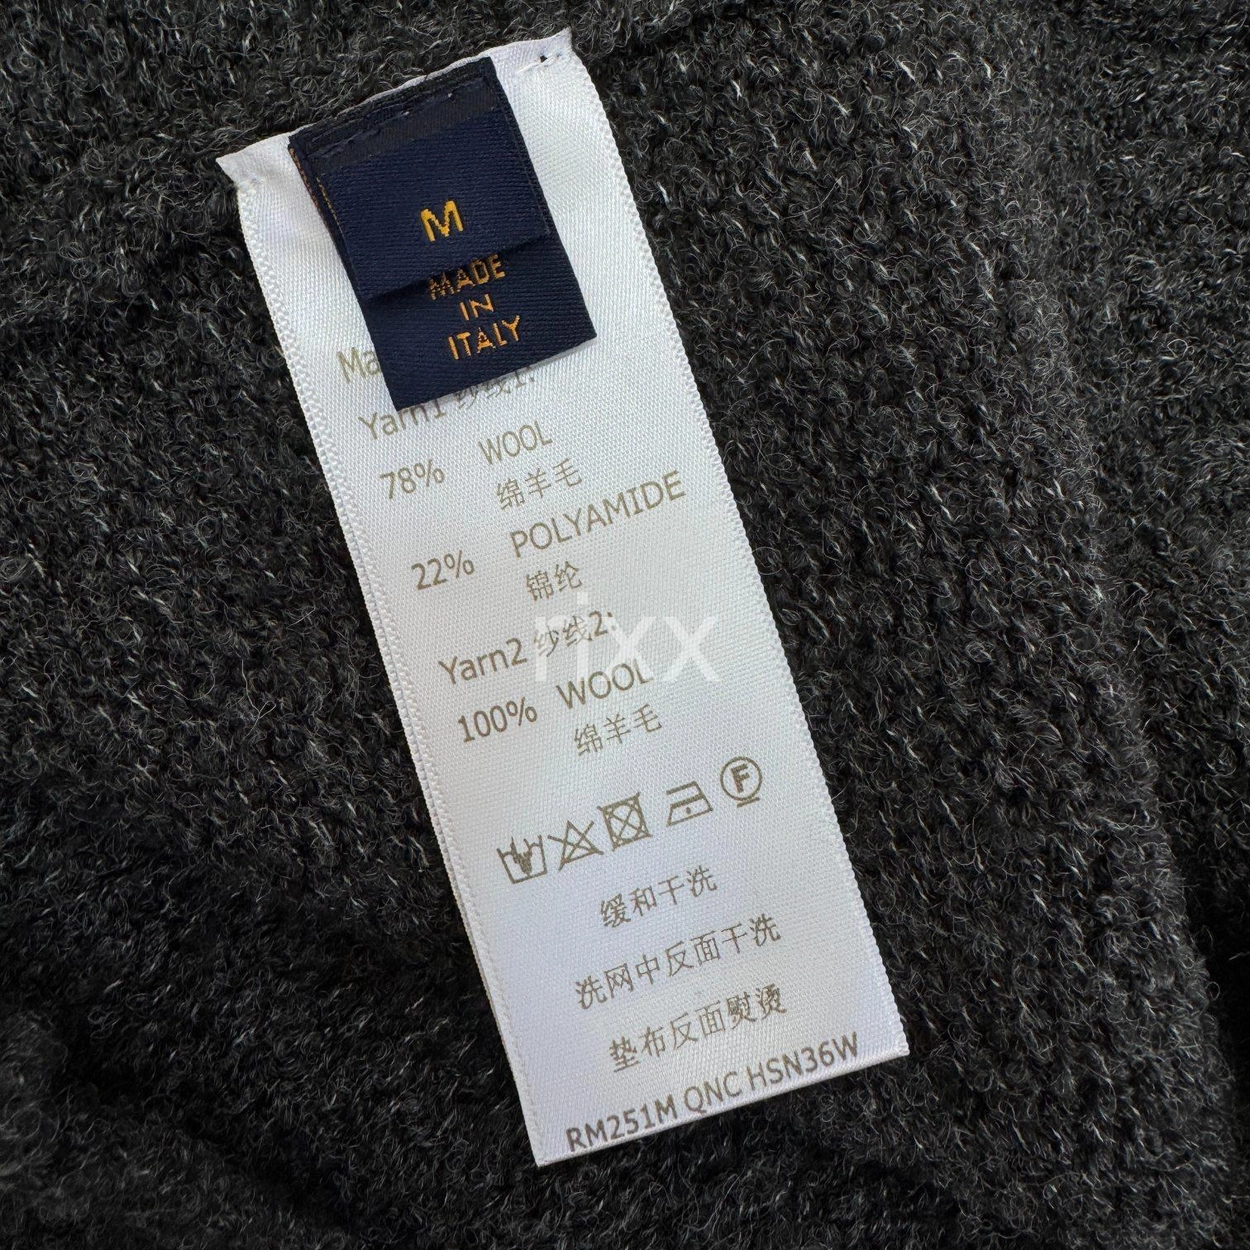 M
MADE
IN
ITALY
Ma
Yarn1 纱线1:
78% WOOL
绵羊毛
22% POLYAMIDE
锦纶
rixx
Yarn2 纱线2:
100% WOOL
绵羊毛
F
缓和干洗
洗网中反面干洗
垫布反面熨烫
RM251M QNC HSN36W